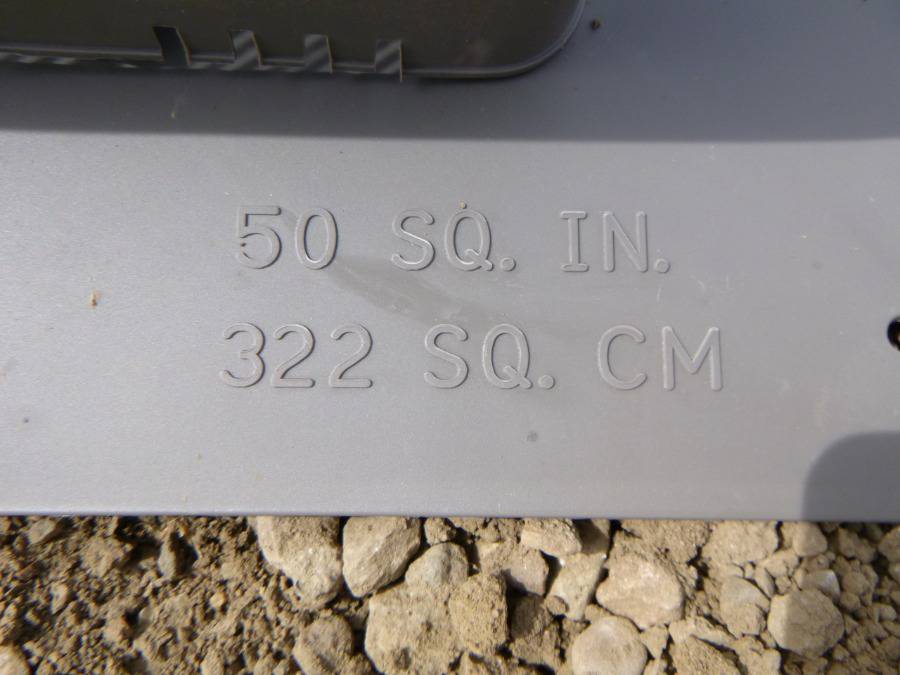 50 SQ. IN.
322 SQ. CM